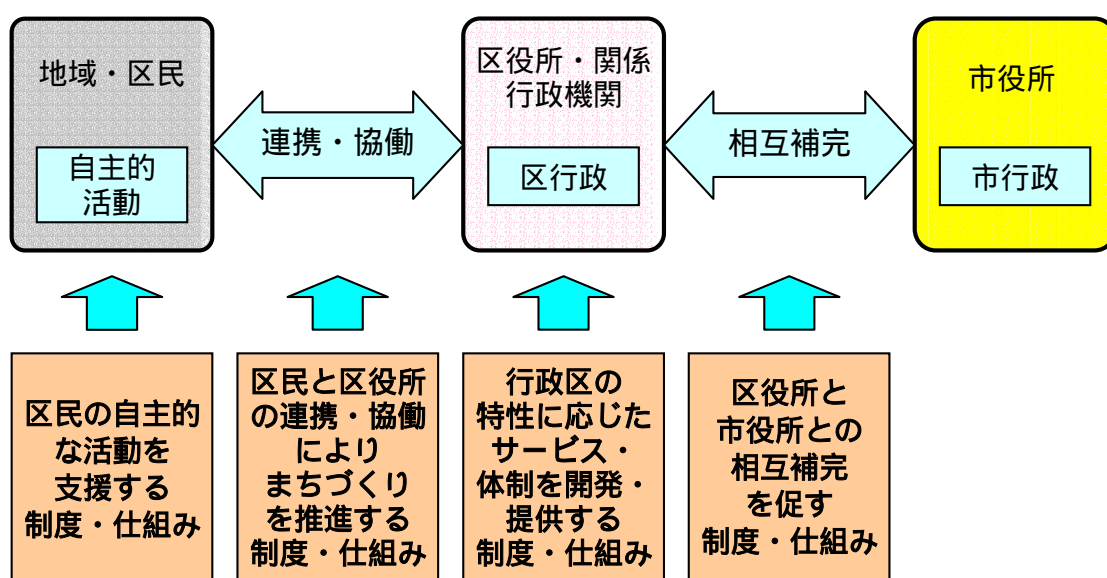 地域・区民
自主的
活動
連携・協働
区役所・関係
行政機関
区行政
相互補完
市役所
市行政
区民の自主的
な活動を
支援する
制度・仕組み
区民と区役所
の連携・協働
により
まちづくり
を推進する
制度・仕組み
行政区の
特性に応じた
サービス・
体制を開発・
提供する
制度・仕組み
区役所と
市役所との
相互補完
を促す
制度・仕組み